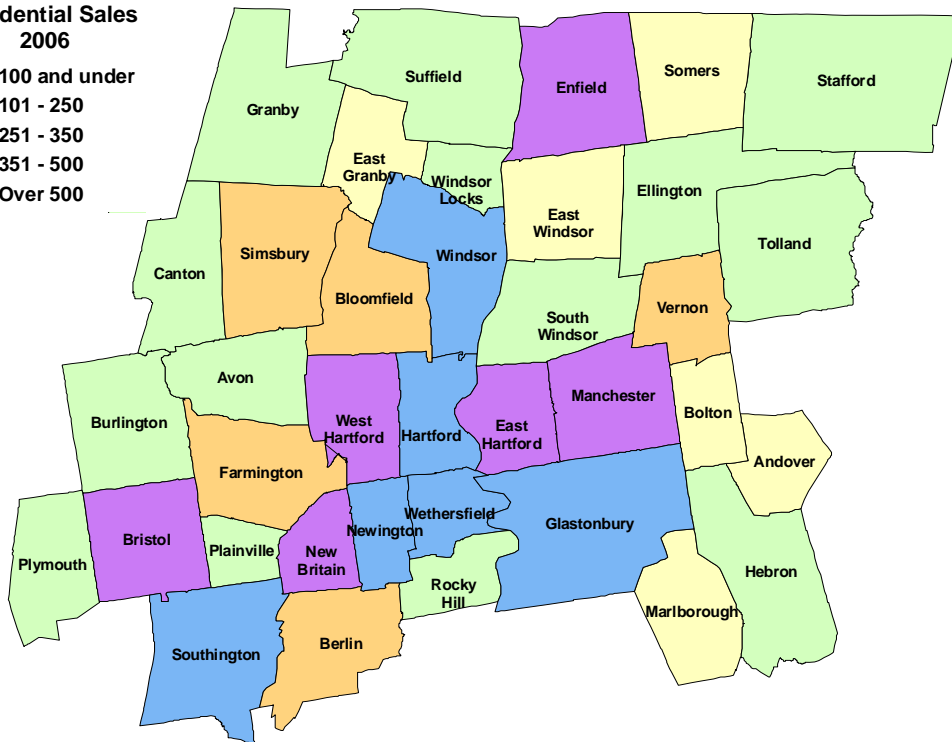 dential Sales
2006
100 and under
101 - 250
251 - 350
351 - 500
Over 500
Granby
Suffield
Enfield
Somers
Stafford
East
Granby
Windsor
Locks
Ellington
East
Windsor
Tolland
Canton
Simsbury
Windsor
Bloomfield
South
Windsor
Vernon
Avon
Burlington
West
Hartford
Hartford
East
Hartford
Manchester
Bolton
Andover
Farmington
Bristol
Plymouth
Plainville
New
Britain
Newington
Wethersfield
Glastonbury
Hebron
Rocky
Hill
Marlborough
Southington
Berlin